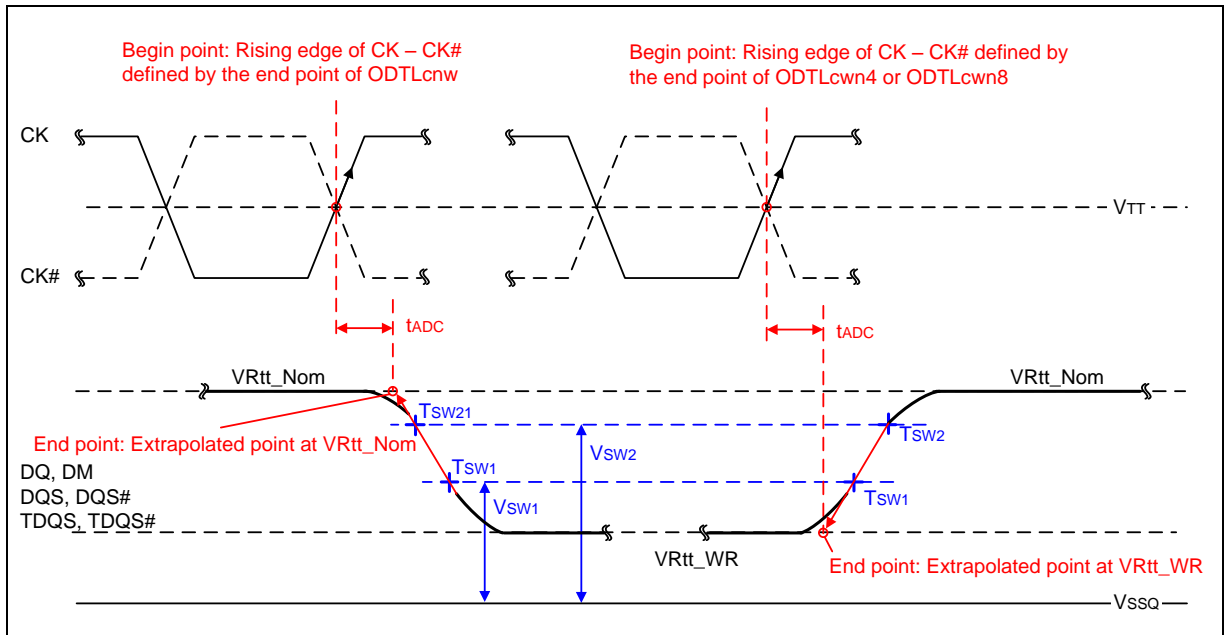 Begin point: Rising edge of CK – CK#
defined by the end point of ODTLcnw
Begin point: Rising edge of CK – CK# defined by
the end point of ODTLcwn4 or ODTLcwn8
CK
VTT
CK#
tADC
tADC
VRtt_Nom
VRtt_Nom
TSW21
TSW2
End point: Extrapolated point at VRtt_Nom
VSW2
DQ, DM
DQS, DQS#
TDQS, TDQS#
TSW1
VSW1
TSW1
VRtt_WR
End point: Extrapolated point at VRtt_WR
VSSQ